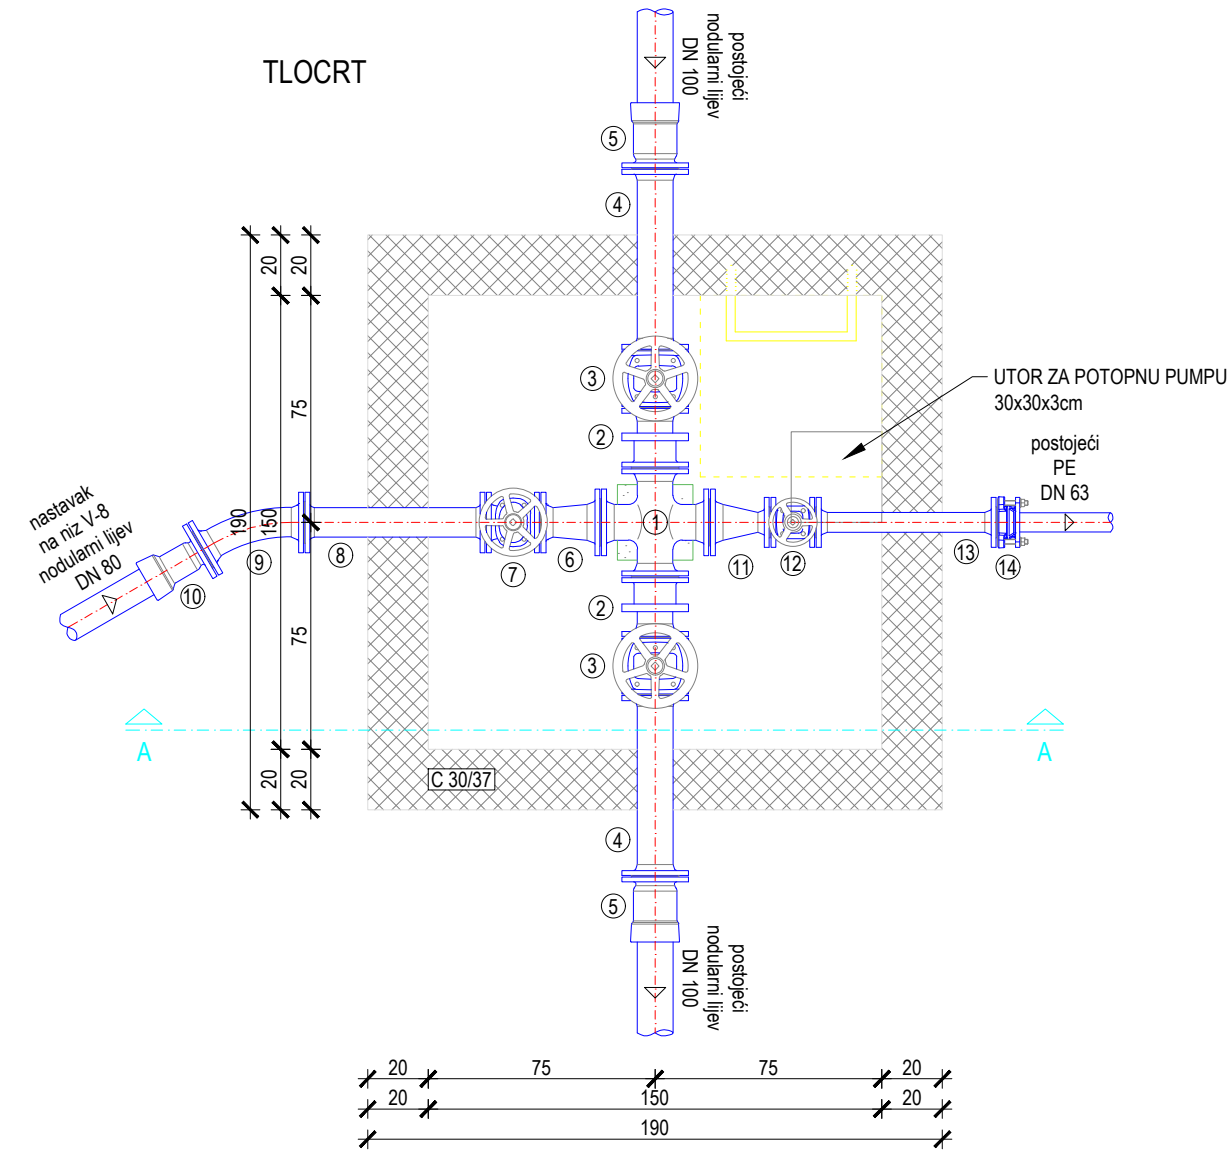 TLOCRT
postojeći
nodularni lijev
DN 100
5
4
20
20
3
UTOR ZA POTOPNU PUMPU
30x30x3cm
75
2
postojeći
PE
DN 63
nastavak
na niz V-8
nodularni lijev
DN 80
190
150
1
10
9
8
7
6
11
12
13
14
2
75
3
A
A
20
20
C 30/37
4
5
postojeći
nodularni lijev
DN 100
20
75
75
20
20
150
20
190